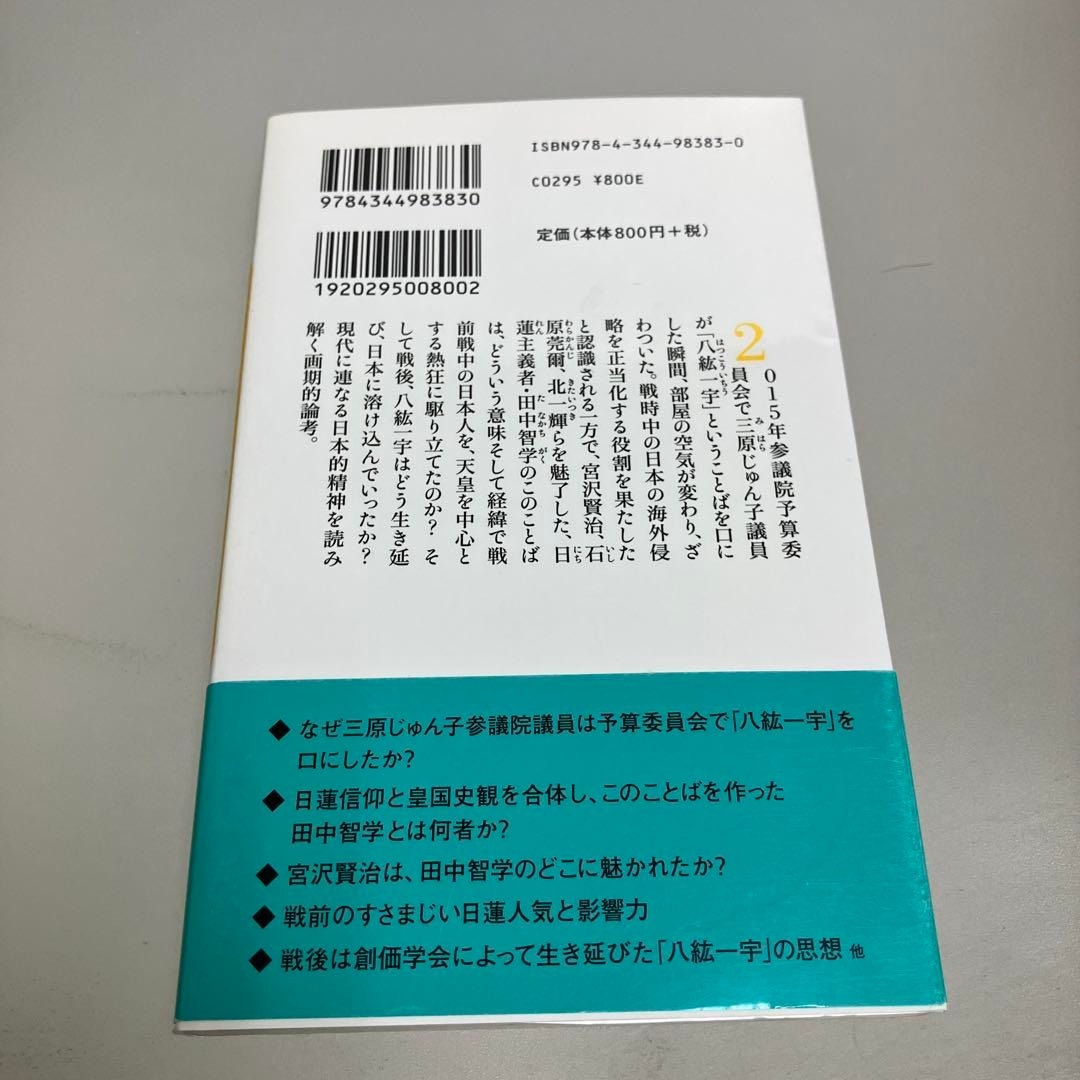 9784344983830
ISBN978-4-344-98383-0
C0295 ¥800E
定価(本体800円+税)
1920295008002
2015年参議院予算委
員会で三原じゅん子議員
が「八紘一宇」ということばを口に
した瞬間、部屋の空気が変わり、ざ
わついた。戦時中の日本の海外侵
略を正当化する役割を果たした
と認識される一方で、宮沢賢治、石
原莞爾、北一輝らを魅了した、日
蓮主義者・田中智学のこのことば
は、どういう意味そして経緯で戦
前戦中の日本人を、天皇を中心と
する熱狂に駆り立てたのか? そ
して戦後、八紘一宇はどう生き延
び、日本に溶け込んでいったか?
現代に連なる日本的精神を読み
解く画期的論考。
◆ なぜ三原じゅん子参議院議員は予算委員会で「八紘一宇」を
口にしたか?
◆ 日蓮信仰と皇国史観を合体し、このことばを作った
田中智学とは何者か?
◆ 宮沢賢治は、田中智学のどこに魅かれたか?
◆ 戦前のすさまじい日蓮人気と影響力
◆ 戦後は創価学会によって生き延びた「八紘一宇」の思想 他